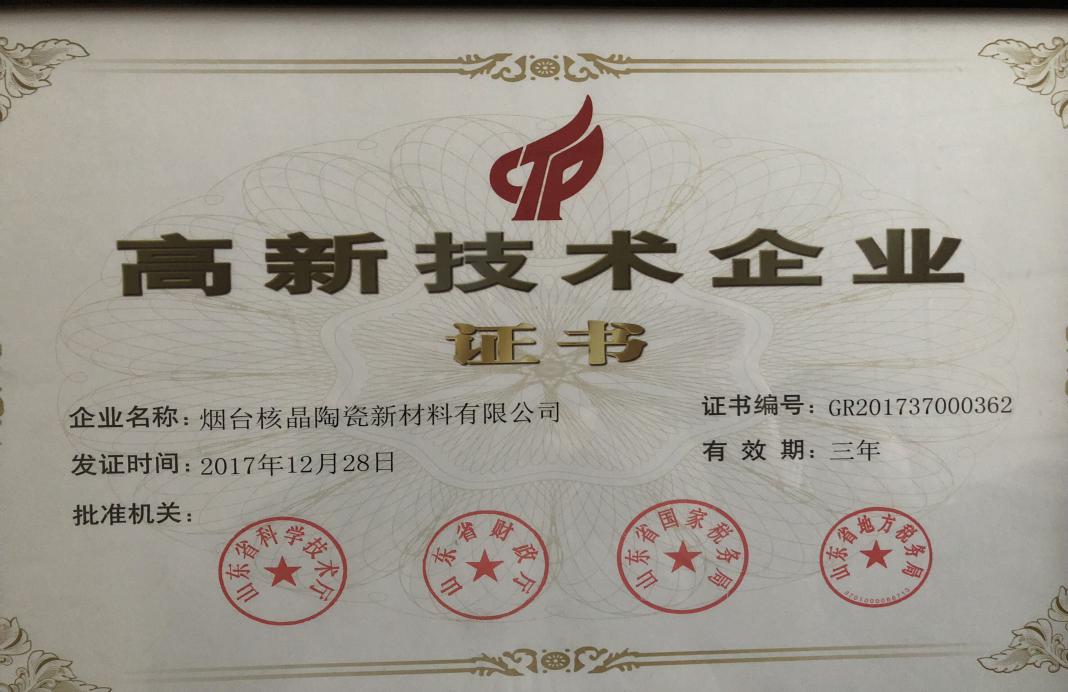 CTP
高新技术企业
证书
企业名称：烟台核晶陶瓷新材料有限公司
证书编号：GR201737000362
发证时间：2017年12月28日
有效期：三年
批准机关：
山东省科学技术厅
山东省财政厅
山东省国家税务局
山东省地方税务局